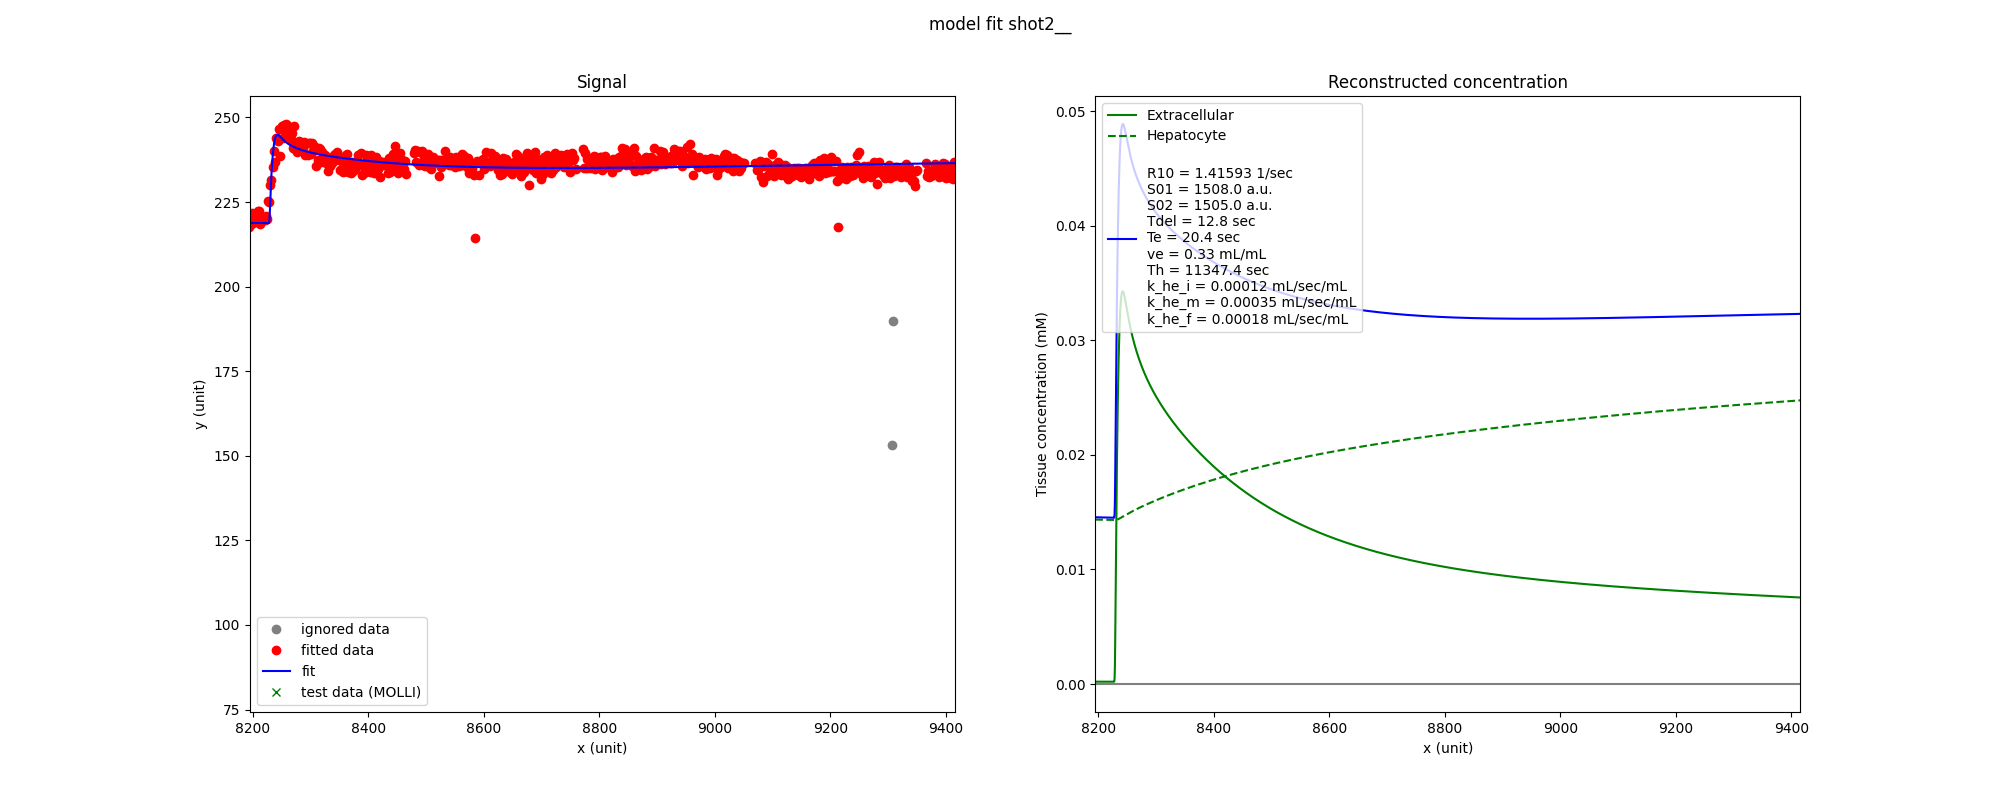 model fit shot2__
Signal
y (unit)
250
225
200
175
150
125
100
75
8200 8400 8600 8800 9000 9200 9400
x (unit)
ignored data
fitted data
fit
test data (MOLLI)
Reconstructed concentration
Tissue concentration (mM)
0.05
0.04
0.03
0.02
0.01
0.00
8200 8400 8600 8800 9000 9200 9400
x (unit)
Extracellular
Hepatocyte
R10 = 1.41593 1/sec
S01 = 1508.0 a.u.
S02 = 1505.0 a.u.
Tdel = 12.8 sec
Te = 20.4 sec
ve = 0.33 mL/mL
Th = 11347.4 sec
k_he_i = 0.00012 mL/sec/mL
k_he_m = 0.00035 mL/sec/mL
k_he_f = 0.00018 mL/sec/mL